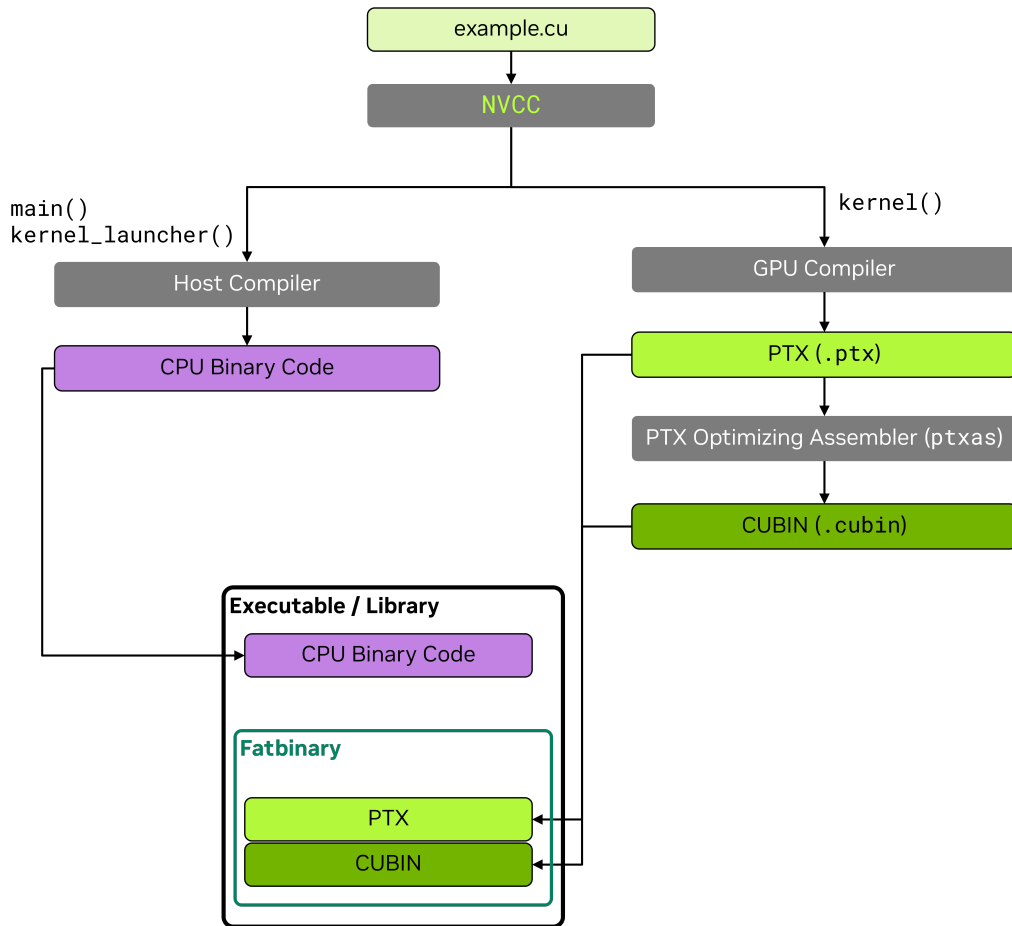 example.cu
NVCC
main()
kernel_launcher()
kernel()
Host Compiler
GPU Compiler
CPU Binary Code
PTX (.ptx)
PTX Optimizing Assembler (ptxas)
CUBIN (.cubin)
Executable / Library
CPU Binary Code
Fatbinary
PTX
CUBIN